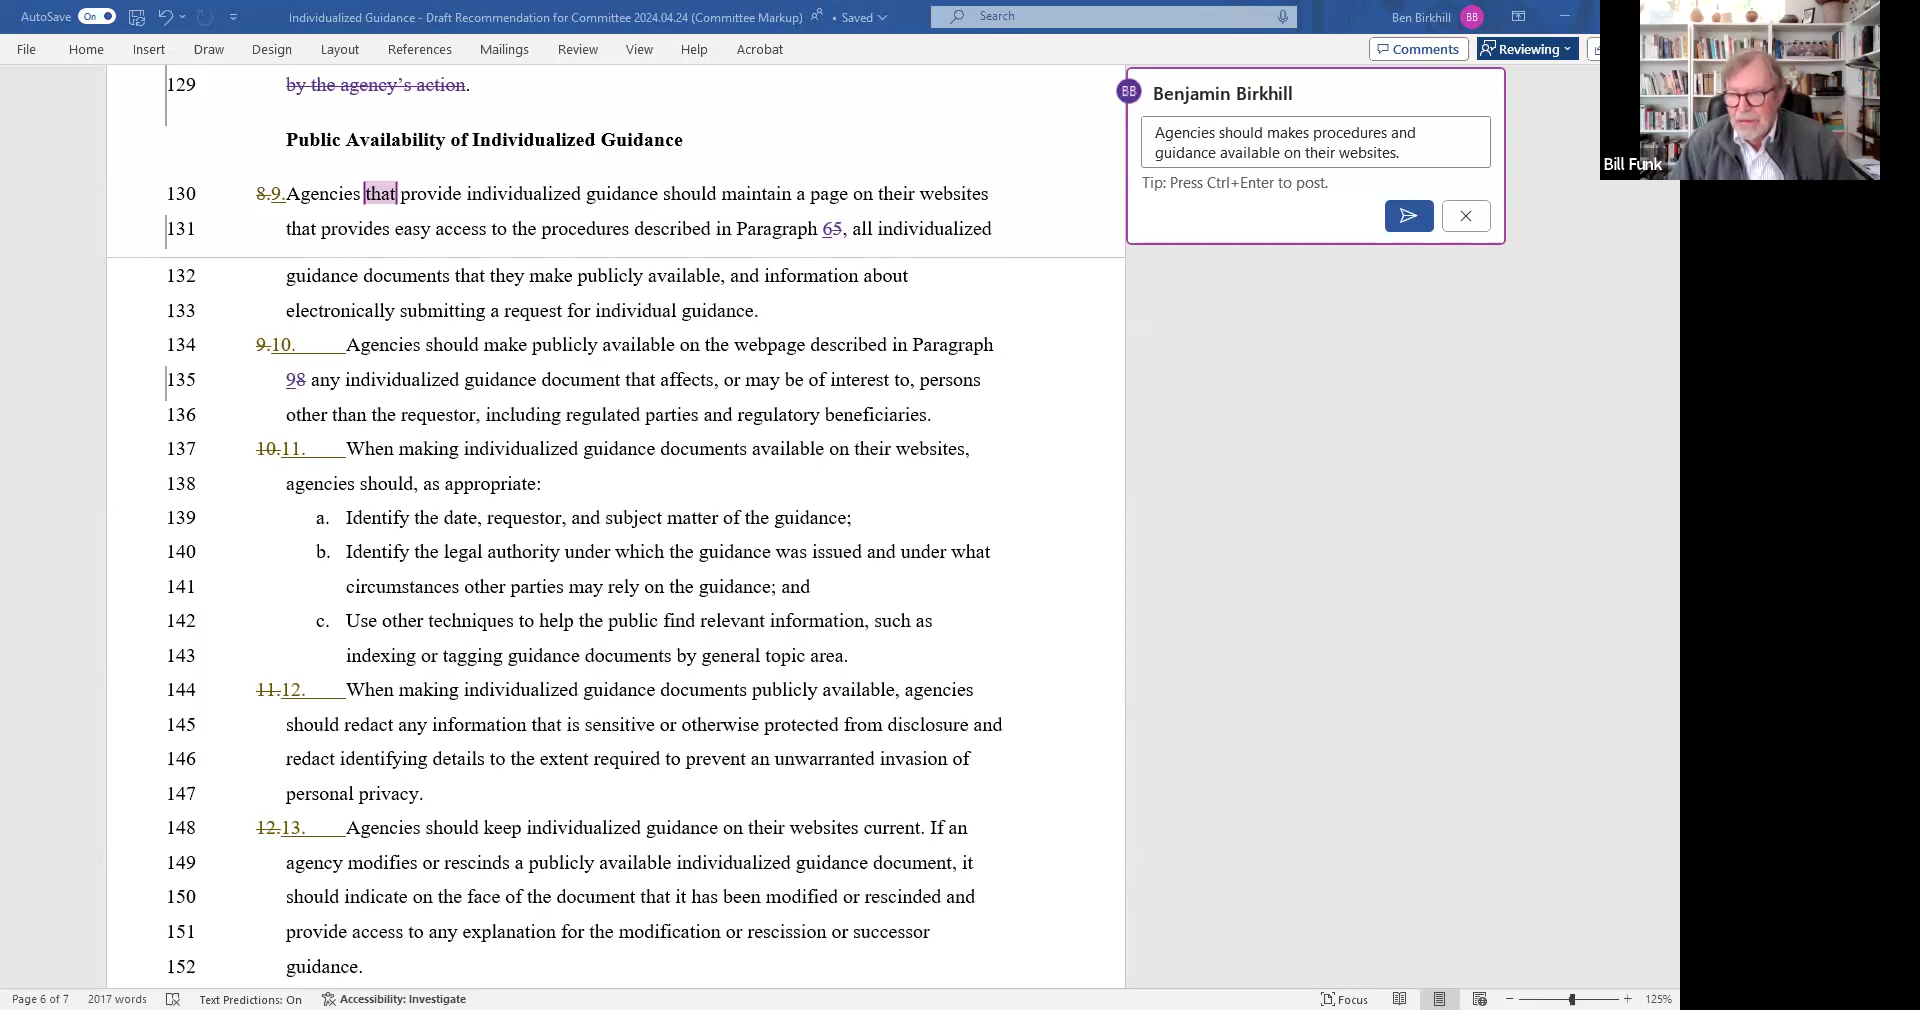 AutoSave On Individualized Guidance - Draft Recommendation for Committee 2024.04.24 (Committee Markup) • Saved Search Ben Birkhill BB
File Home Insert Draw Design Layout References Mailings Review View Help Acrobat Comments Reviewing
129 by the agency’s action.
Public Availability of Individualized Guidance
130 8.9. Agencies that provide individualized guidance should maintain a page on their websites
131 that provides easy access to the procedures described in Paragraph 65, all individualized
132 guidance documents that they make publicly available, and information about
133 electronically submitting a request for individual guidance.
134 9.10. Agencies should make publicly available on the webpage described in Paragraph
135 98 any individualized guidance document that affects, or may be of interest to, persons
136 other than the requestor, including regulated parties and regulatory beneficiaries.
137 10.11. When making individualized guidance documents available on their websites,
138 agencies should, as appropriate:
139 a. Identify the date, requestor, and subject matter of the guidance;
140 b. Identify the legal authority under which the guidance was issued and under what
141 circumstances other parties may rely on the guidance; and
142 c. Use other techniques to help the public find relevant information, such as
143 indexing or tagging guidance documents by general topic area.
144 11.12. When making individualized guidance documents publicly available, agencies
145 should redact any information that is sensitive or otherwise protected from disclosure and
146 redact identifying details to the extent required to prevent an unwarranted invasion of
147 personal privacy.
148 12.13. Agencies should keep individualized guidance on their websites current. If an
149 agency modifies or rescinds a publicly available individualized guidance document, it
150 should indicate on the face of the document that it has been modified or rescinded and
151 provide access to any explanation for the modification or rescission or successor
152 guidance.
BB Benjamin Birkhill
Agencies should makes procedures and
guidance available on their websites.
Tip: Press Ctrl+Enter to post.
Bill Funk
Page 6 of 7 2017 words Text Predictions: On Accessibility: Investigate Focus 125%